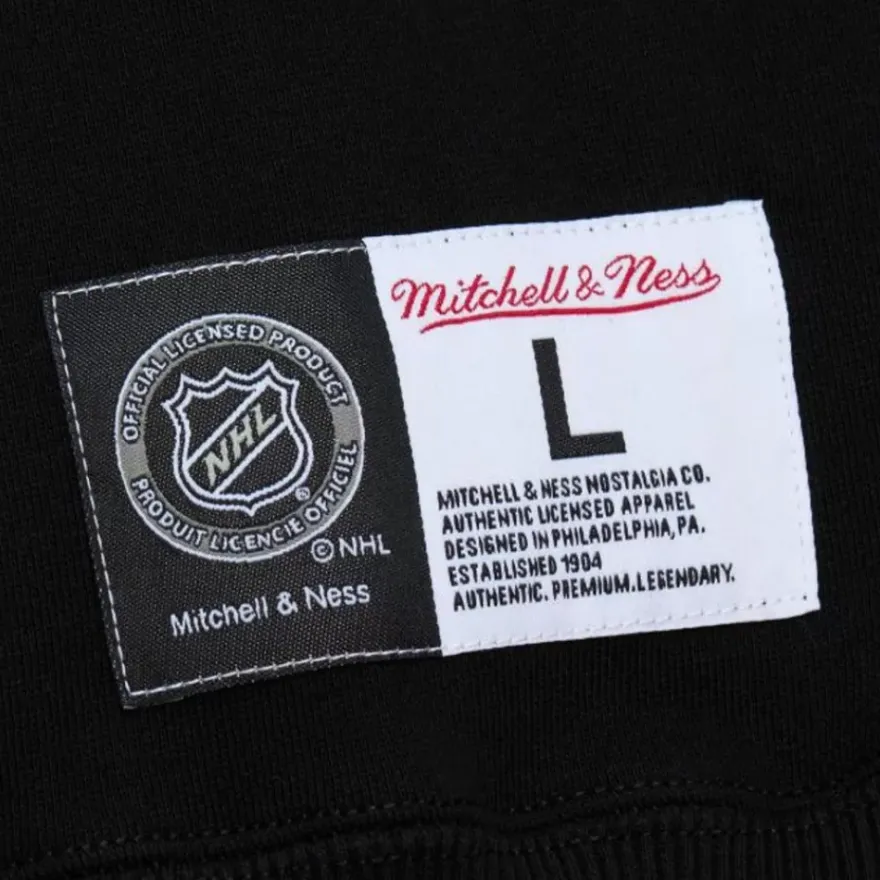 OFFICIAL LICENSED PRODUCT
NHL
®
PRODUIT LICENCIE OFFICIEL
© NHL
Mitchell & Ness
Mitchell & Ness
L
MITCHELL & NESS NOSTALGIA CO.
AUTHENTIC LICENSED APPAREL
DESIGNED IN PHILADELPHIA, PA.
ESTABLISHED 1904
AUTHENTIC. PREMIUM. LEGENDARY.